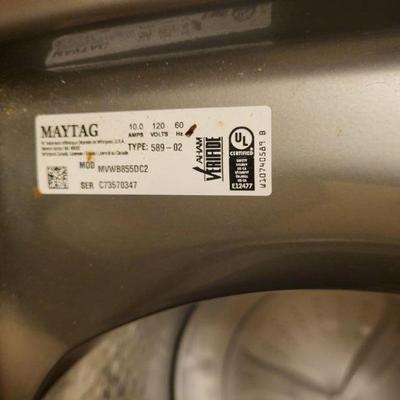 MAYTAG
10.0 120 60
AMPS VOLTS Hz
TYPE: 589-02
MOD MVWB855DC2
SER C73570347
AHAM
VERIFIDE
UL
CERTIFIED
E12477
W10740589 B